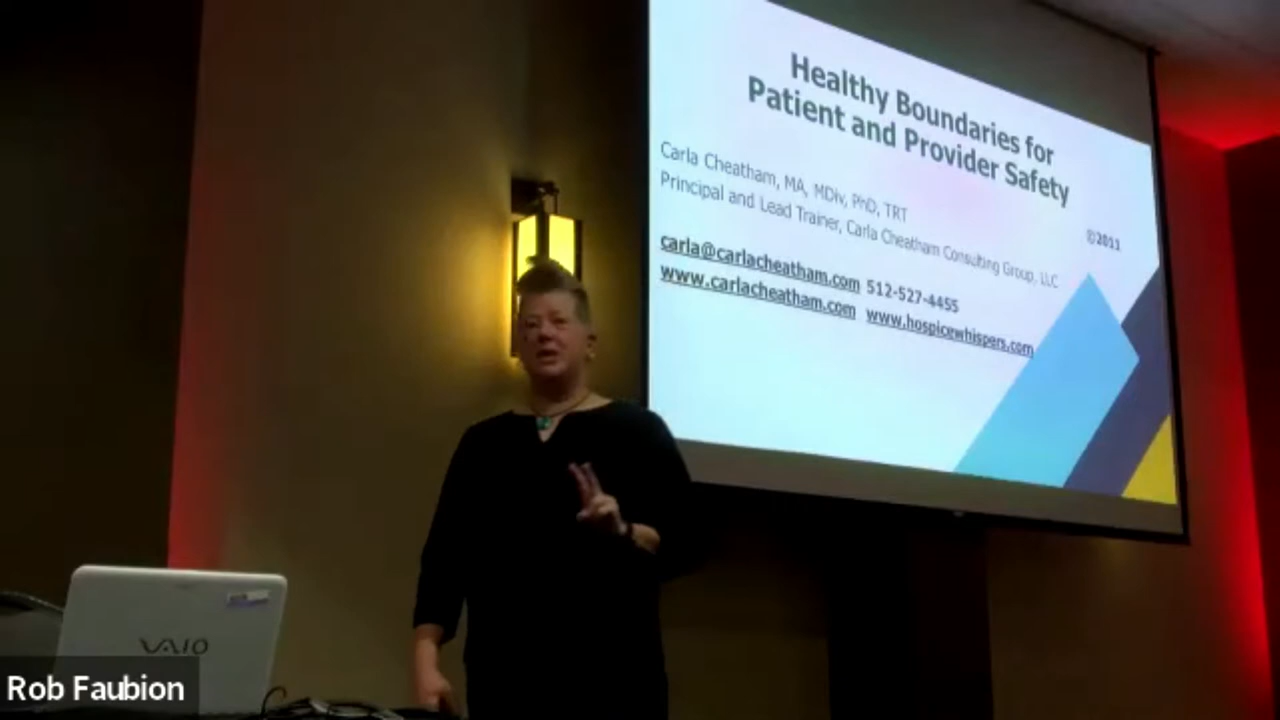 Healthy Boundaries for
Patient and Provider Safety
Carla Cheatham, MA, MDiv, PhD, TRT
Principal and Lead Trainer, Carla Cheatham Consulting Group, LLC
©2011
carla@carlacheatham.com 512-527-4455
www.carlacheatham.com www.hospicewhispers.com
VAIO
Rob Faubion